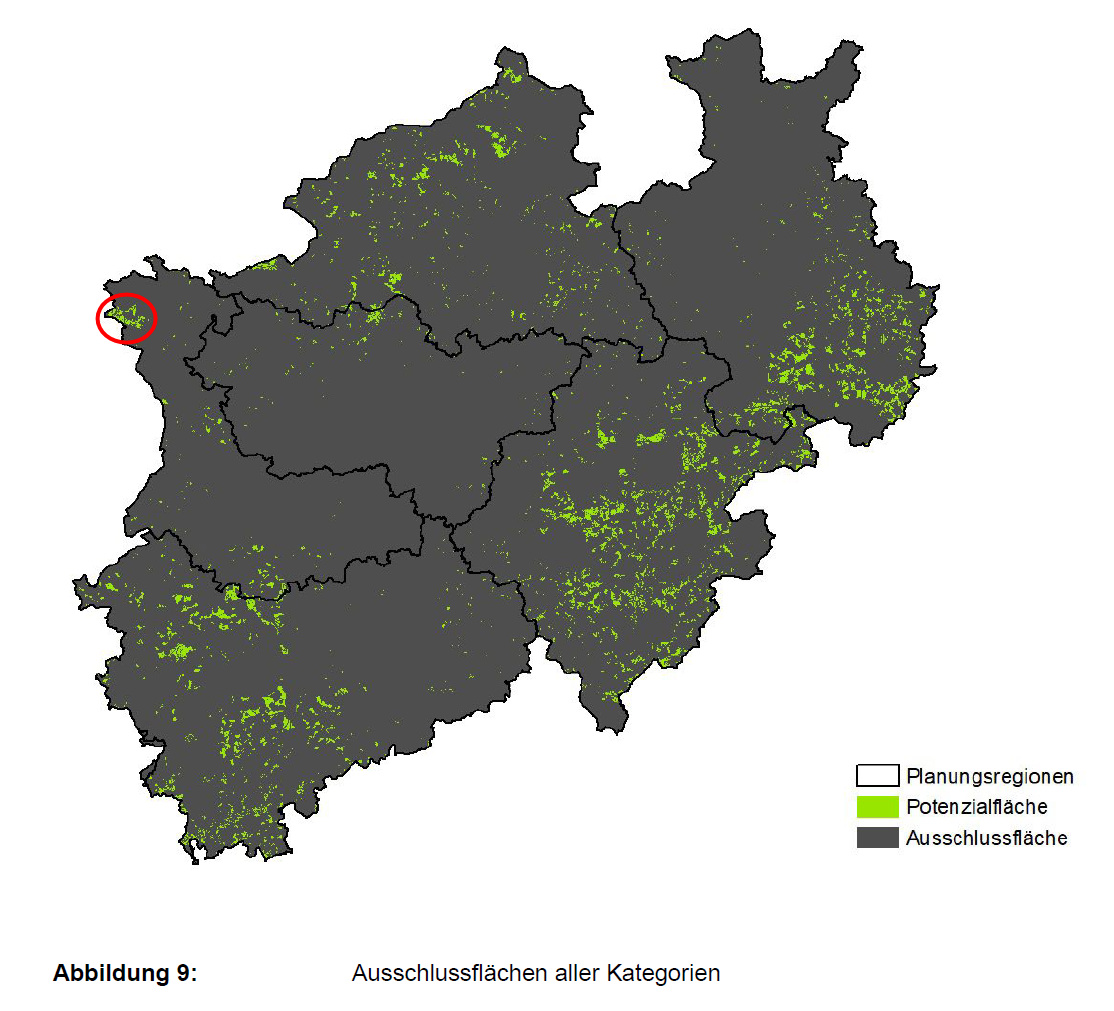 Planungsregionen
Potenzialfläche
Ausschlussfläche
Abbildung 9: Ausschlussflächen aller Kategorien